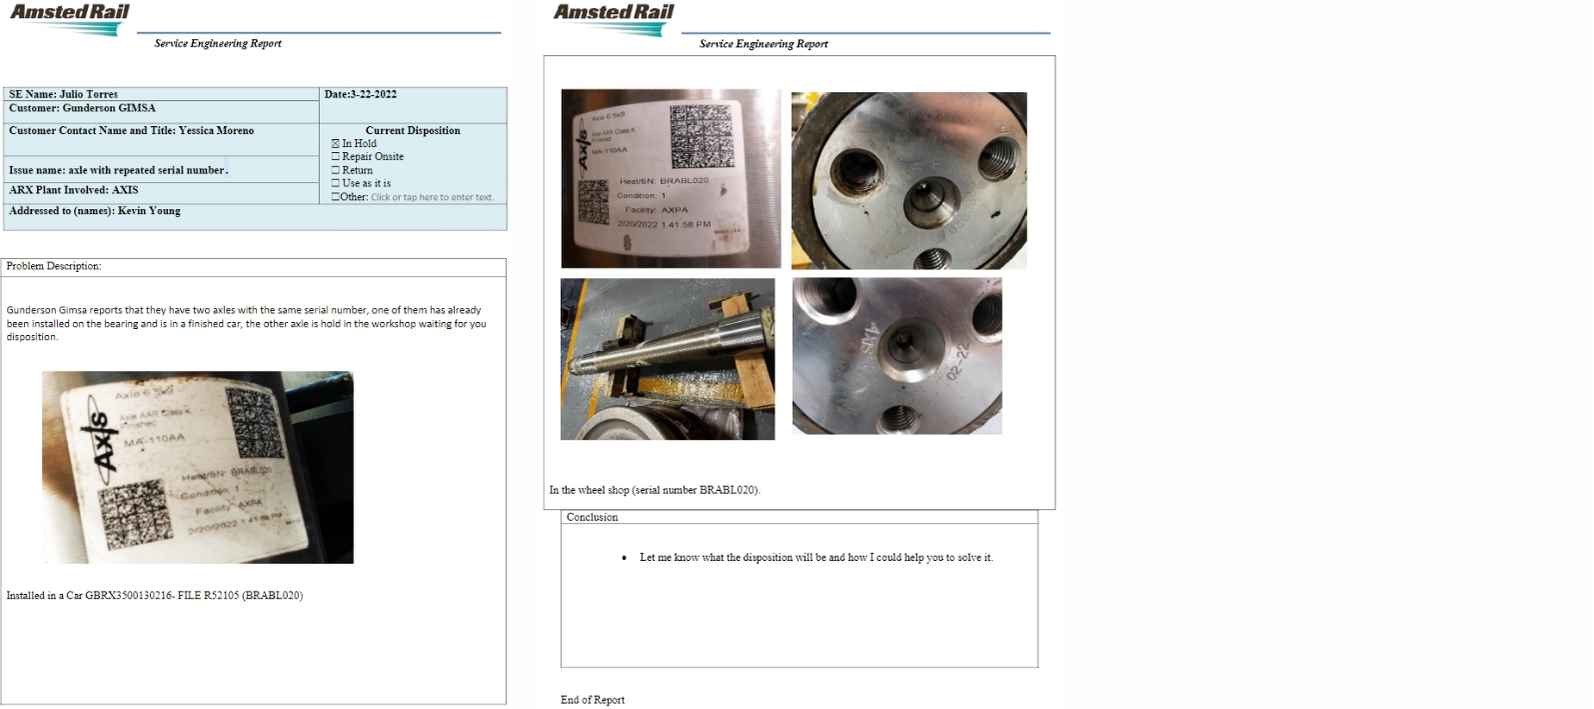 Amsted Rail
Service Engineering Report
SE Name: Julio Torres
Date:3-22-2022
Customer: Gunderson GIMSA
Customer Contact Name and Title: Yessica Moreno
Current Disposition
☒ In Hold
☐ Repair Onsite
Issue name: axle with repeated serial number.
☐ Return
☐ Use as it is
ARX Plant Involved: AXIS
☐Other: Click or tap here to enter text.
Addressed to (names): Kevin Young
Problem Description:
Gunderson Gimsa reports that they have two axles with the same serial number, one of them has already
been installed on the bearing and is in a finished car, the other axle is hold in the workshop waiting for you
disposition.
Axle 6.5x9
Axle AAR Class K
finished
MA-110AA
Axis
Heat/SN: BRABL020
Condition: 1
Facility: AXPA
2/20/2022 1:41:58 PM
Installed in a Car GBRX3500130216- FILE R52105 (BRABL020)
Amsted Rail
Service Engineering Report
Axle 6.5x9
Axle AAR Class K
finished
MA-110AA
Axis
Heat/SN: BRABL020
Condition: 1
Facility: AXPA
2/20/2022 1:41:58 PM
02-22
In the wheel shop (serial number BRABL020).
Conclusion
• Let me know what the disposition will be and how I could help you to solve it.
End of Report